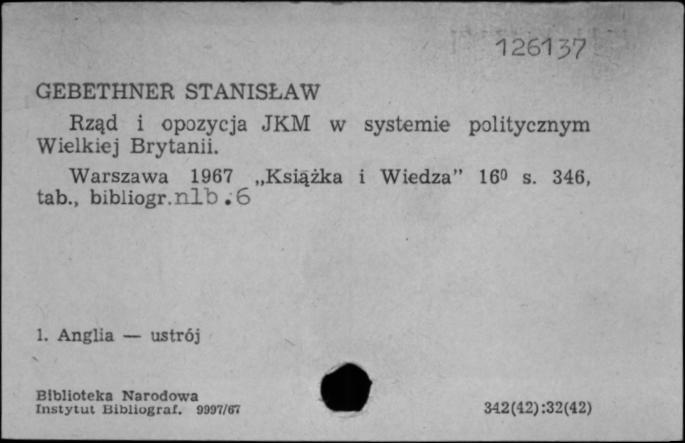 126137
GEBETHNER STANISŁAW
Rząd i opozycja JKM w systemie politycznym
Wielkiej Brytanii.
Warszawa 1967 „Książka i Wiedza” 16⁰ s. 346,
tab., bibliogr.nlb.6
1. Anglia — ustrój
Biblioteka Narodowa
Instytut Bibliograf. 9997/67
342(42):32(42)